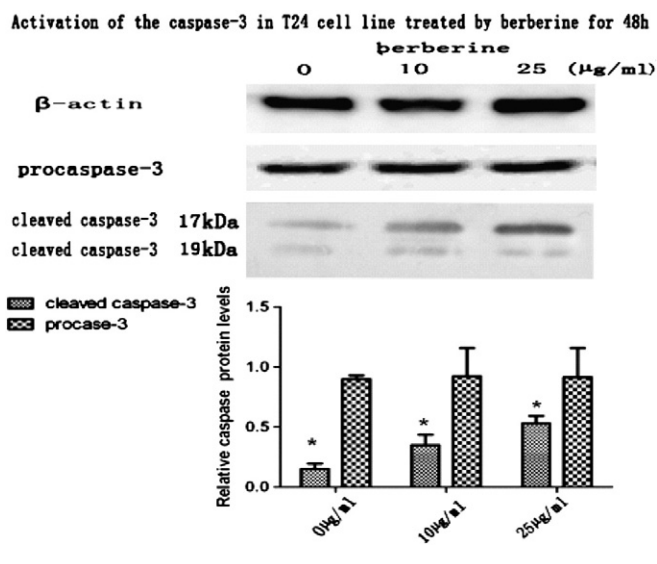 Activation of the caspase-3 in T24 cell line treated by berberine for 48h
berberine
0 10 25 (μg/ml)
β-actin
procaspase-3
cleaved caspase-3 17kDa
cleaved caspase-3 19kDa
cleaved caspase-3
procase-3
Relative caspase protein levels
1.5
1.0
0.5
0.0
* * *
0μg/ml 10μg/ml 25μg/ml